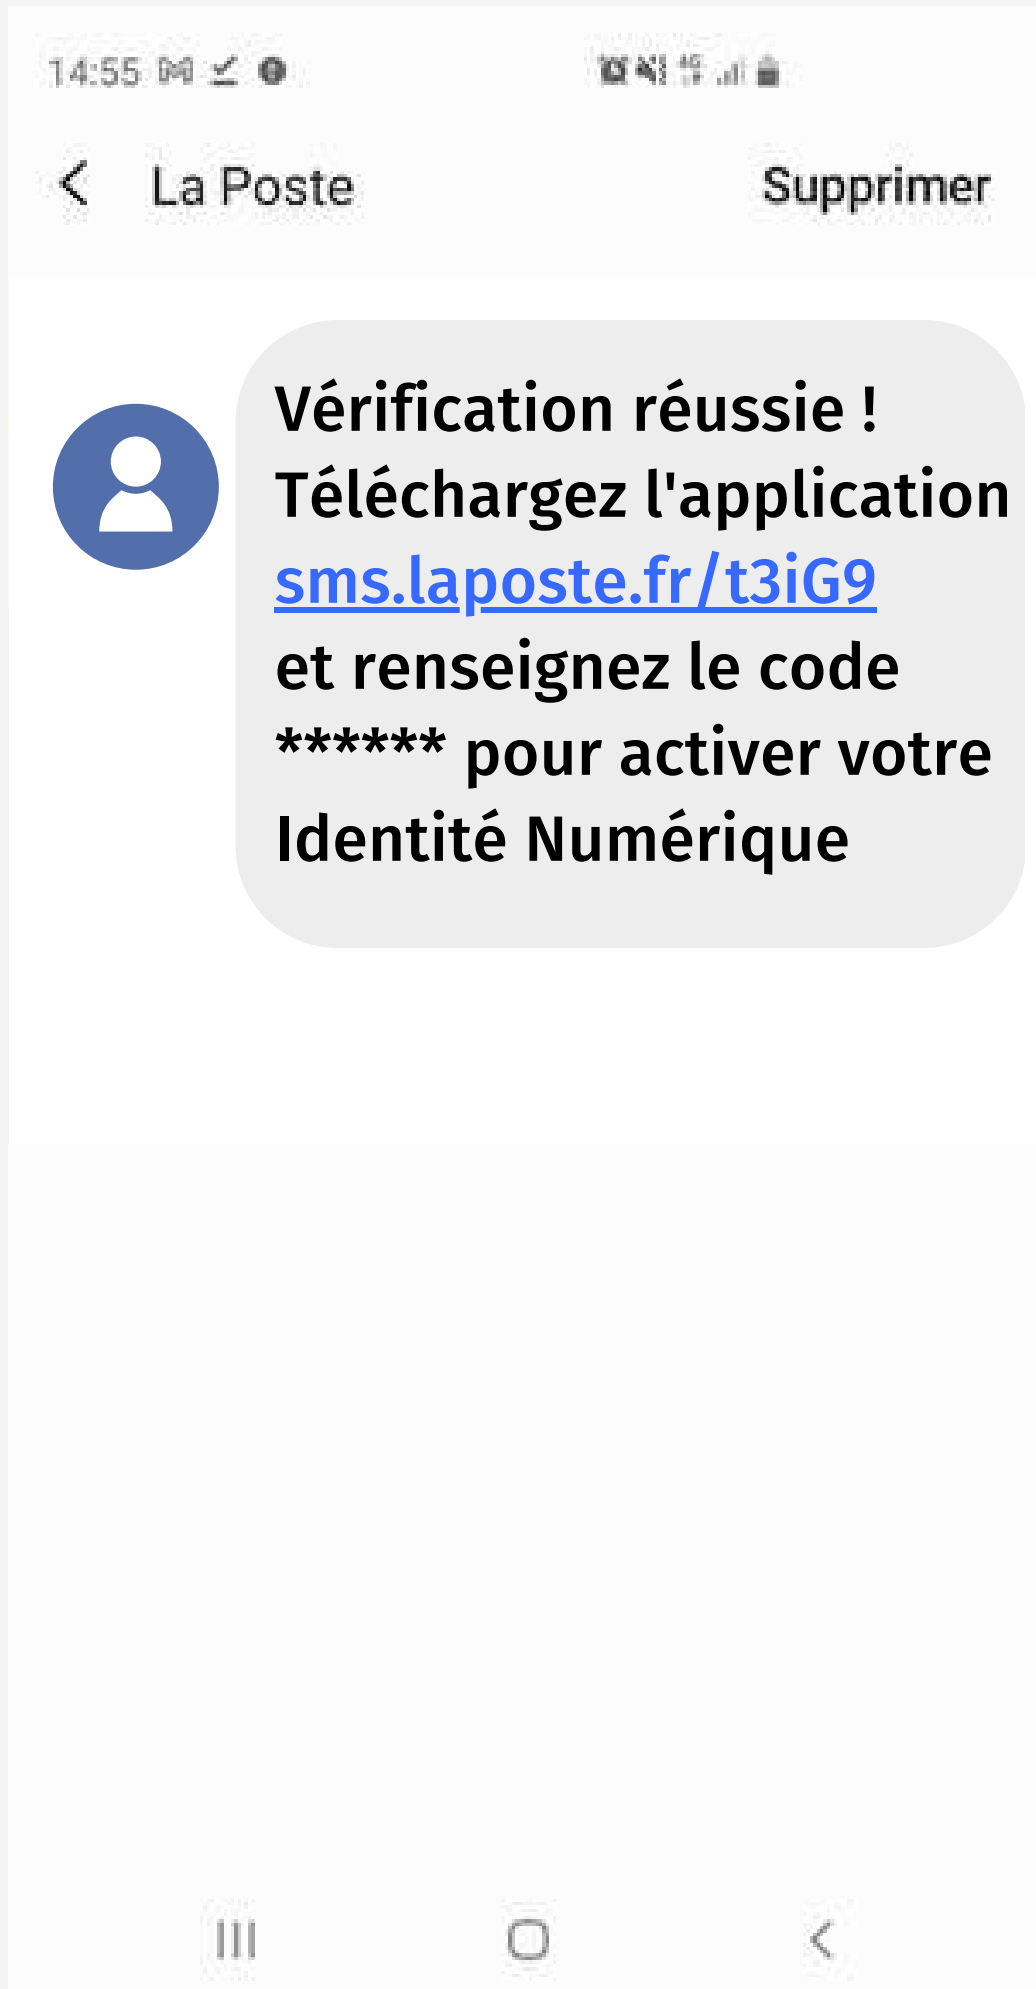 14:55
La Poste
Supprimer
Vérification réussie !
Téléchargez l'application
sms.laposte.fr/t3iG9
et renseignez le code
****** pour activer votre
Identité Numérique